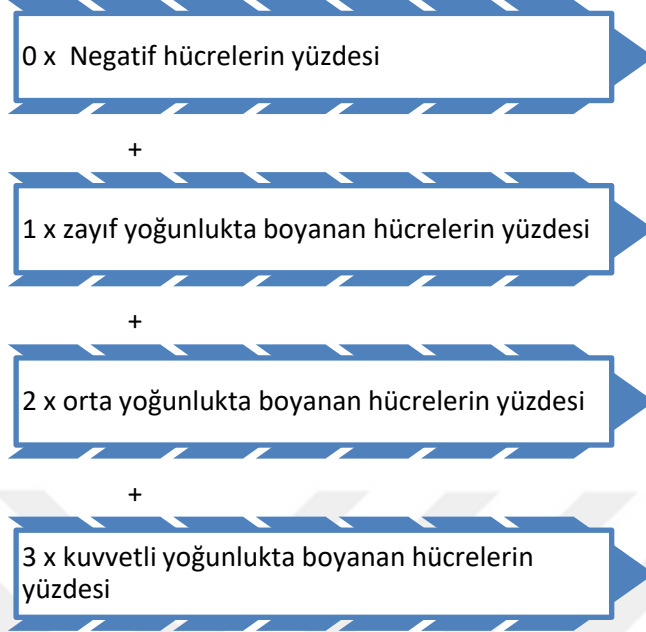 0 x Negatif hücrelerin yüzdesi
+
1 x zayıf yoğunlukta boyanan hücrelerin yüzdesi
+
2 x orta yoğunlukta boyanan hücrelerin yüzdesi
+
3 x kuvvetli yoğunlukta boyanan hücrelerin
yüzdesi